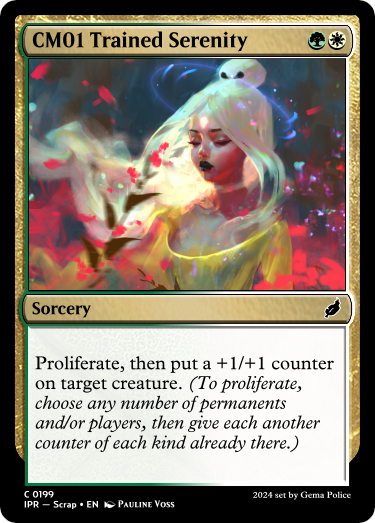 CM01 Trained Serenity
Sorcery
Proliferate, then put a +1/+1 counter
on target creature. (To proliferate,
choose any number of permanents
and/or players, then give each another
counter of each kind already there.)
C 0199
IPR — Scrap • EN Pauline Voss
2024 set by Gema Police